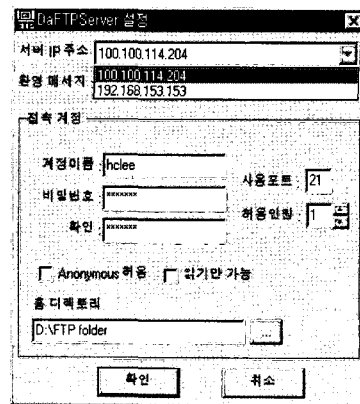 DaFTPServer 설정
서버 IP 주소 100.100.114.204
100.100.114.204
환영 메세지
192.168.153.153
접속 계정
계정이름 : hclee
사용포트 : 21
비밀번호 : *******
허용인원 : 1
확인 : *******
Anonymous 허용 읽기만 가능
홈 디렉토리
D:\FTP folder ...
확인 취소